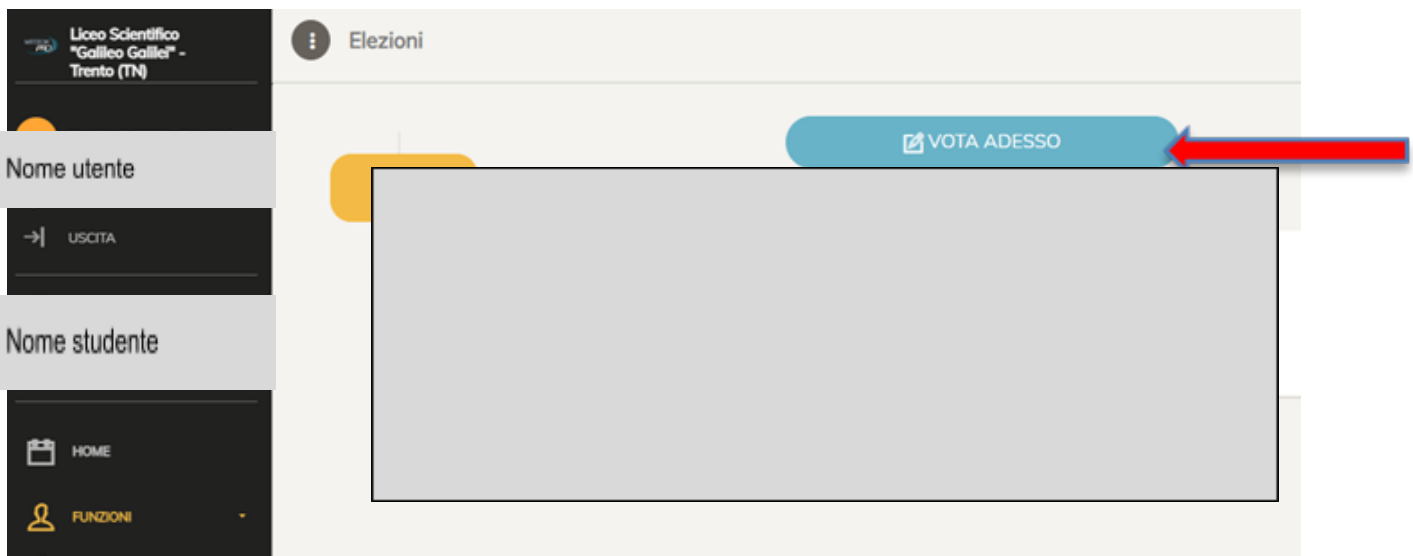 Liceo Scientifico
"Galileo Galilei" -
Trento (TN)
Elezioni
VOTA ADESSO
Nome utente
USCITA
Nome studente
HOME
FUNZIONI